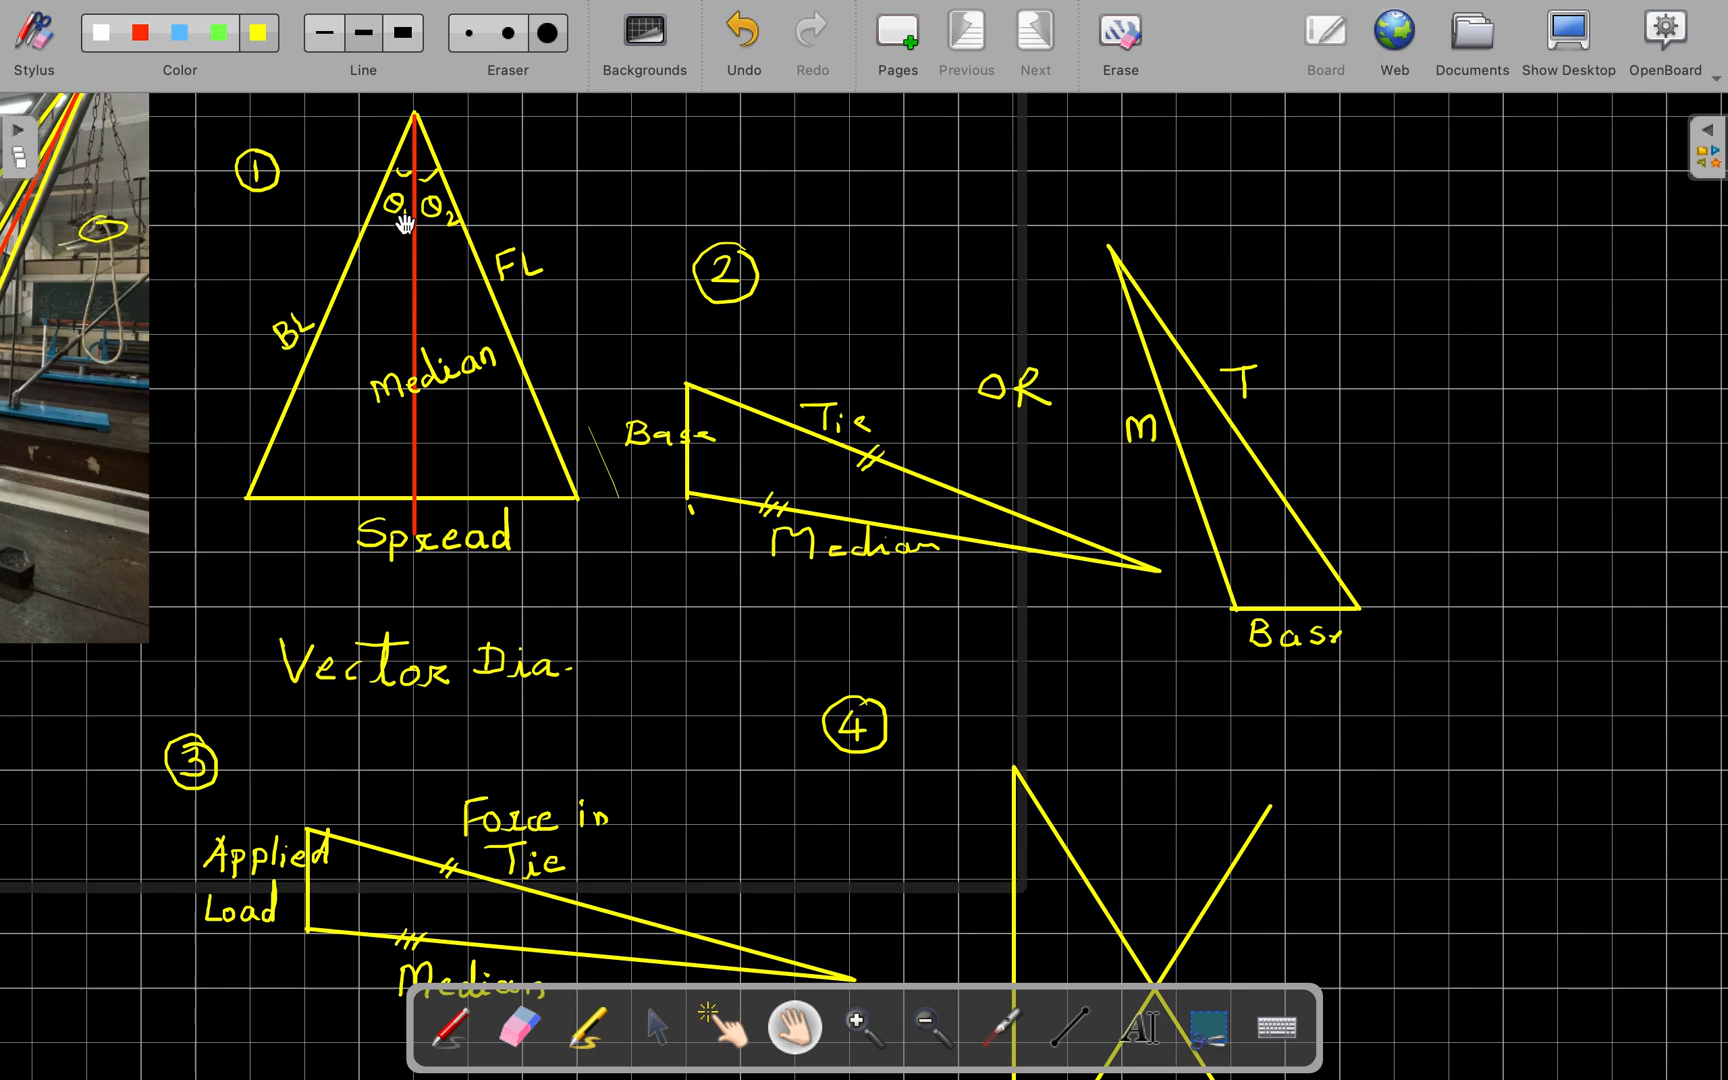 Stylus
Color
Line
Eraser
Backgrounds
Undo
Redo
Pages
Previous
Next
Erase
Board
Web
Documents
Show Desktop
OpenBoard
1
θ1 θ2
BL
FL
Median
Spread
2
Base
Tie
Median
OR
M
T
Base
Vector Dia.
3
Applied
Load
Force in
Tie
Median
4
AI